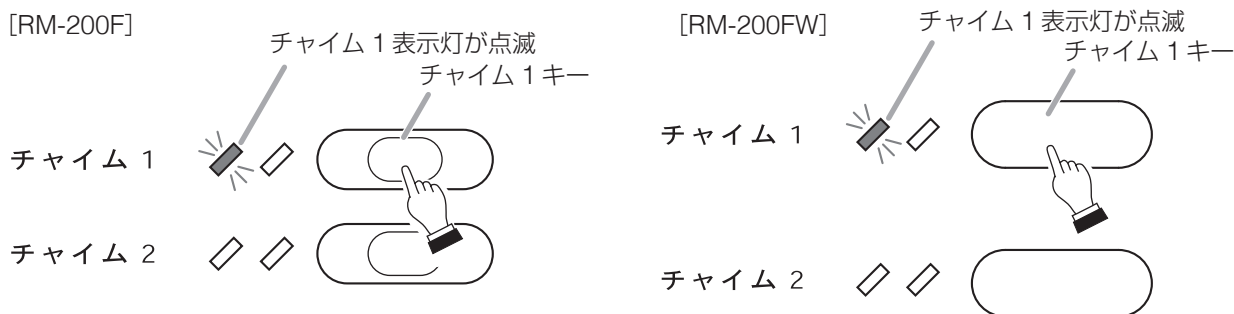 [RM-200F]
チャイム 1 表示灯が点滅
チャイム 1 キー
チャイム 1
チャイム 2
[RM-200FW]
チャイム 1 表示灯が点滅
チャイム 1 キー
チャイム 1
チャイム 2